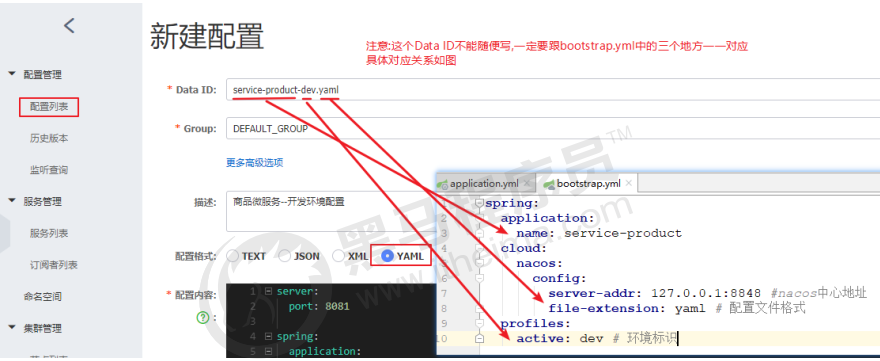 新建配置
注意:这个Data ID不能随便写,一定要跟bootstrap.yml中的三个地方一一对应
具体对应关系如图
配置管理
配置列表
历史版本
监听查询
服务管理
服务列表
订阅者列表
命名空间
集群管理
* Data ID: service-product-dev.yaml
* Group: DEFAULT_GROUP
更多高级选项
描述: 商品微服务--开发环境配置
配置格式: TEXT JSON XML YAML
* 配置内容:
?:
1 server:
2 port: 8081
3
4 spring:
5 application:
application.yml bootstrap.yml
1 spring:
2 application:
3 name: service-product
4 cloud:
5 nacos:
6 config:
7 server-addr: 127.0.0.1:8848 #nacos中心地址
8 file-extension: yaml # 配置文件格式
9 profiles:
10 active: dev # 环境标识
黑马程序员™
www.itheima.com